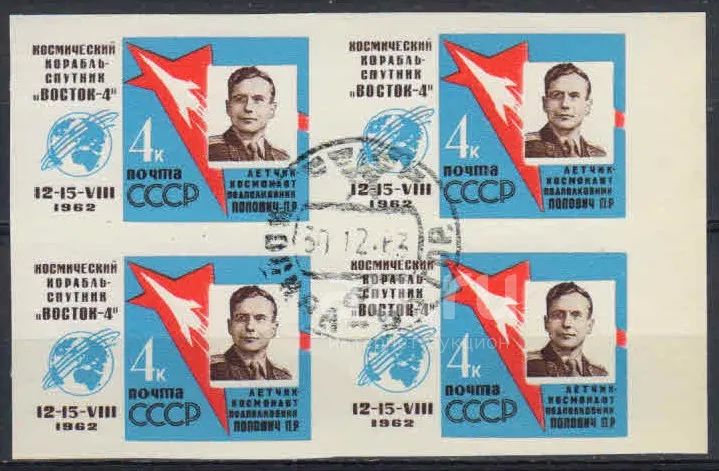 КОСМИЧЕСКИЙ
КОРАБЛЬ-
СПУТНИК
„ВОСТОК-4"
12-15-VIII
1962
4к
почта
СССР
ЛЕТЧИК-
КОСМОНАВТ
ПОДПОЛКОВНИК
ПОПОВИЧ П.Р.
КОСМИЧЕСКИЙ
КОРАБЛЬ-
СПУТНИК
„ВОСТОК-4"
12-15-VIII
1962
4к
почта
СССР
ЛЕТЧИК-
КОСМОНАВТ
ПОДПОЛКОВНИК
ПОПОВИЧ П.Р.
КОСМИЧЕСКИЙ
КОРАБЛЬ-
СПУТНИК
„ВОСТОК-4"
12-15-VIII
1962
4к
почта
СССР
ЛЕТЧИК-
КОСМОНАВТ
ПОДПОЛКОВНИК
ПОПОВИЧ П.Р.
КОСМИЧЕСКИЙ
КОРАБЛЬ-
СПУТНИК
„ВОСТОК-4"
12-15-VIII
1962
4к
почта
СССР
ЛЕТЧИК-
КОСМОНАВТ
ПОДПОЛКОВНИК
ПОПОВИЧ П.Р.